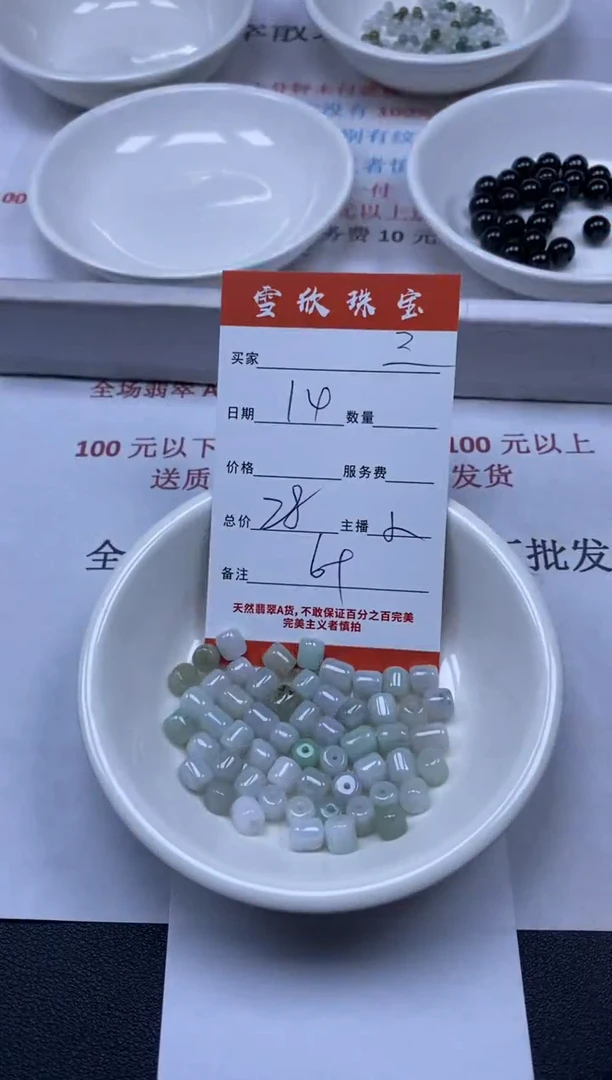 100
付
务费 10 元
雪欣珠宝
买家 2
日期 14 数量
价格 服务费
总价 28 主播
备注
天然翡翠A货，不敢保证百分之百完美
完美主义者慎拍
全场翡翠 A
100 元以下 100 元以上
送质 发货
全 批发